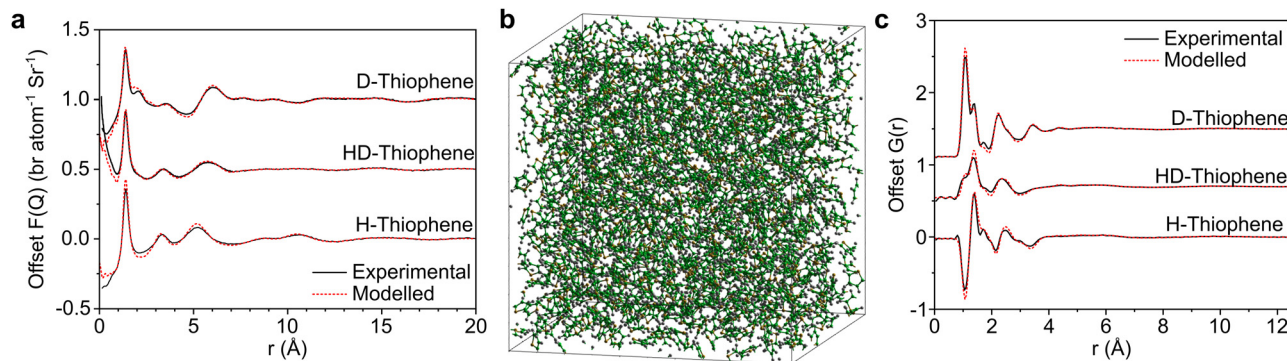 a
Offset F(Q) (br atom⁻¹ Sr⁻¹)
1.5
1.0
0.5
0.0
-0.5
D-Thiophene
HD-Thiophene
H-Thiophene
Experimental
Modelled
0 5 10 15 20
r (Å)
b
c
Offset G(r)
3
2
1
0
-1
Experimental
Modelled
D-Thiophene
HD-Thiophene
H-Thiophene
0 2 4 6 8 10 12
r (Å)